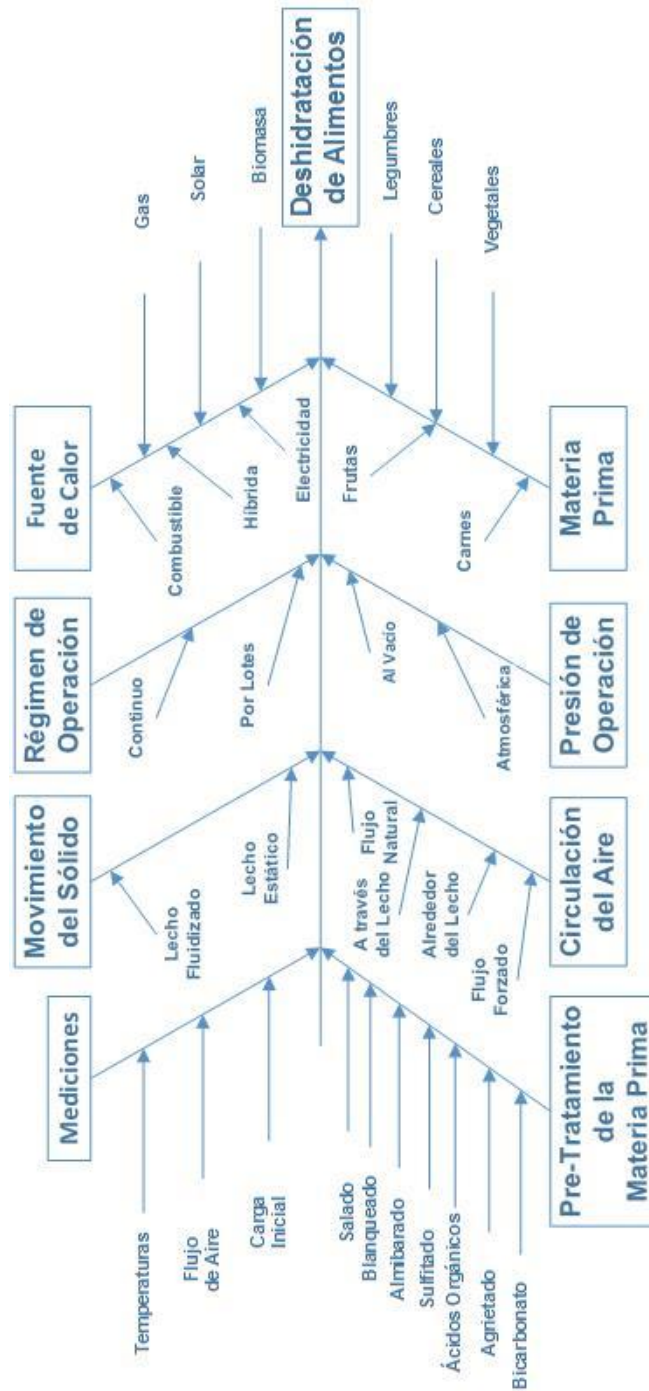 Mediciones
Movimiento
del Sólido
Régimen de
Operación
Fuente
de Calor
Temperaturas
Flujo
de Aire
Carga
Inicial
Lecho
Fluidizado
Lecho
Estático
Continuo
Por Lotes
Combustible
Híbrida
Electricidad
Gas
Solar
Biomasa
Deshidratación
de Alimentos
Salado
Blanqueado
Almibarado
Sulfitado
Ácidos Orgánicos
Agrietado
Bicarbonato
Flujo
Natural
A través
del Lecho
Alrededor
del Lecho
Flujo
Forzado
Al Vacío
Atmosférica
Frutas
Carnes
Legumbres
Cereales
Vegetales
Pre-Tratamiento
de la
Materia Prima
Circulación
del Aire
Presión de
Operación
Materia
Prima